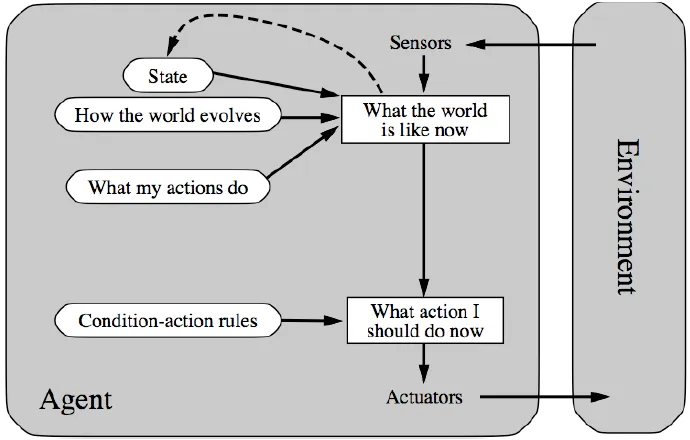 Sensors
State
How the world evolves
What the world
is like now
What my actions do
Environment
Condition-action rules
What action I
should do now
Agent
Actuators